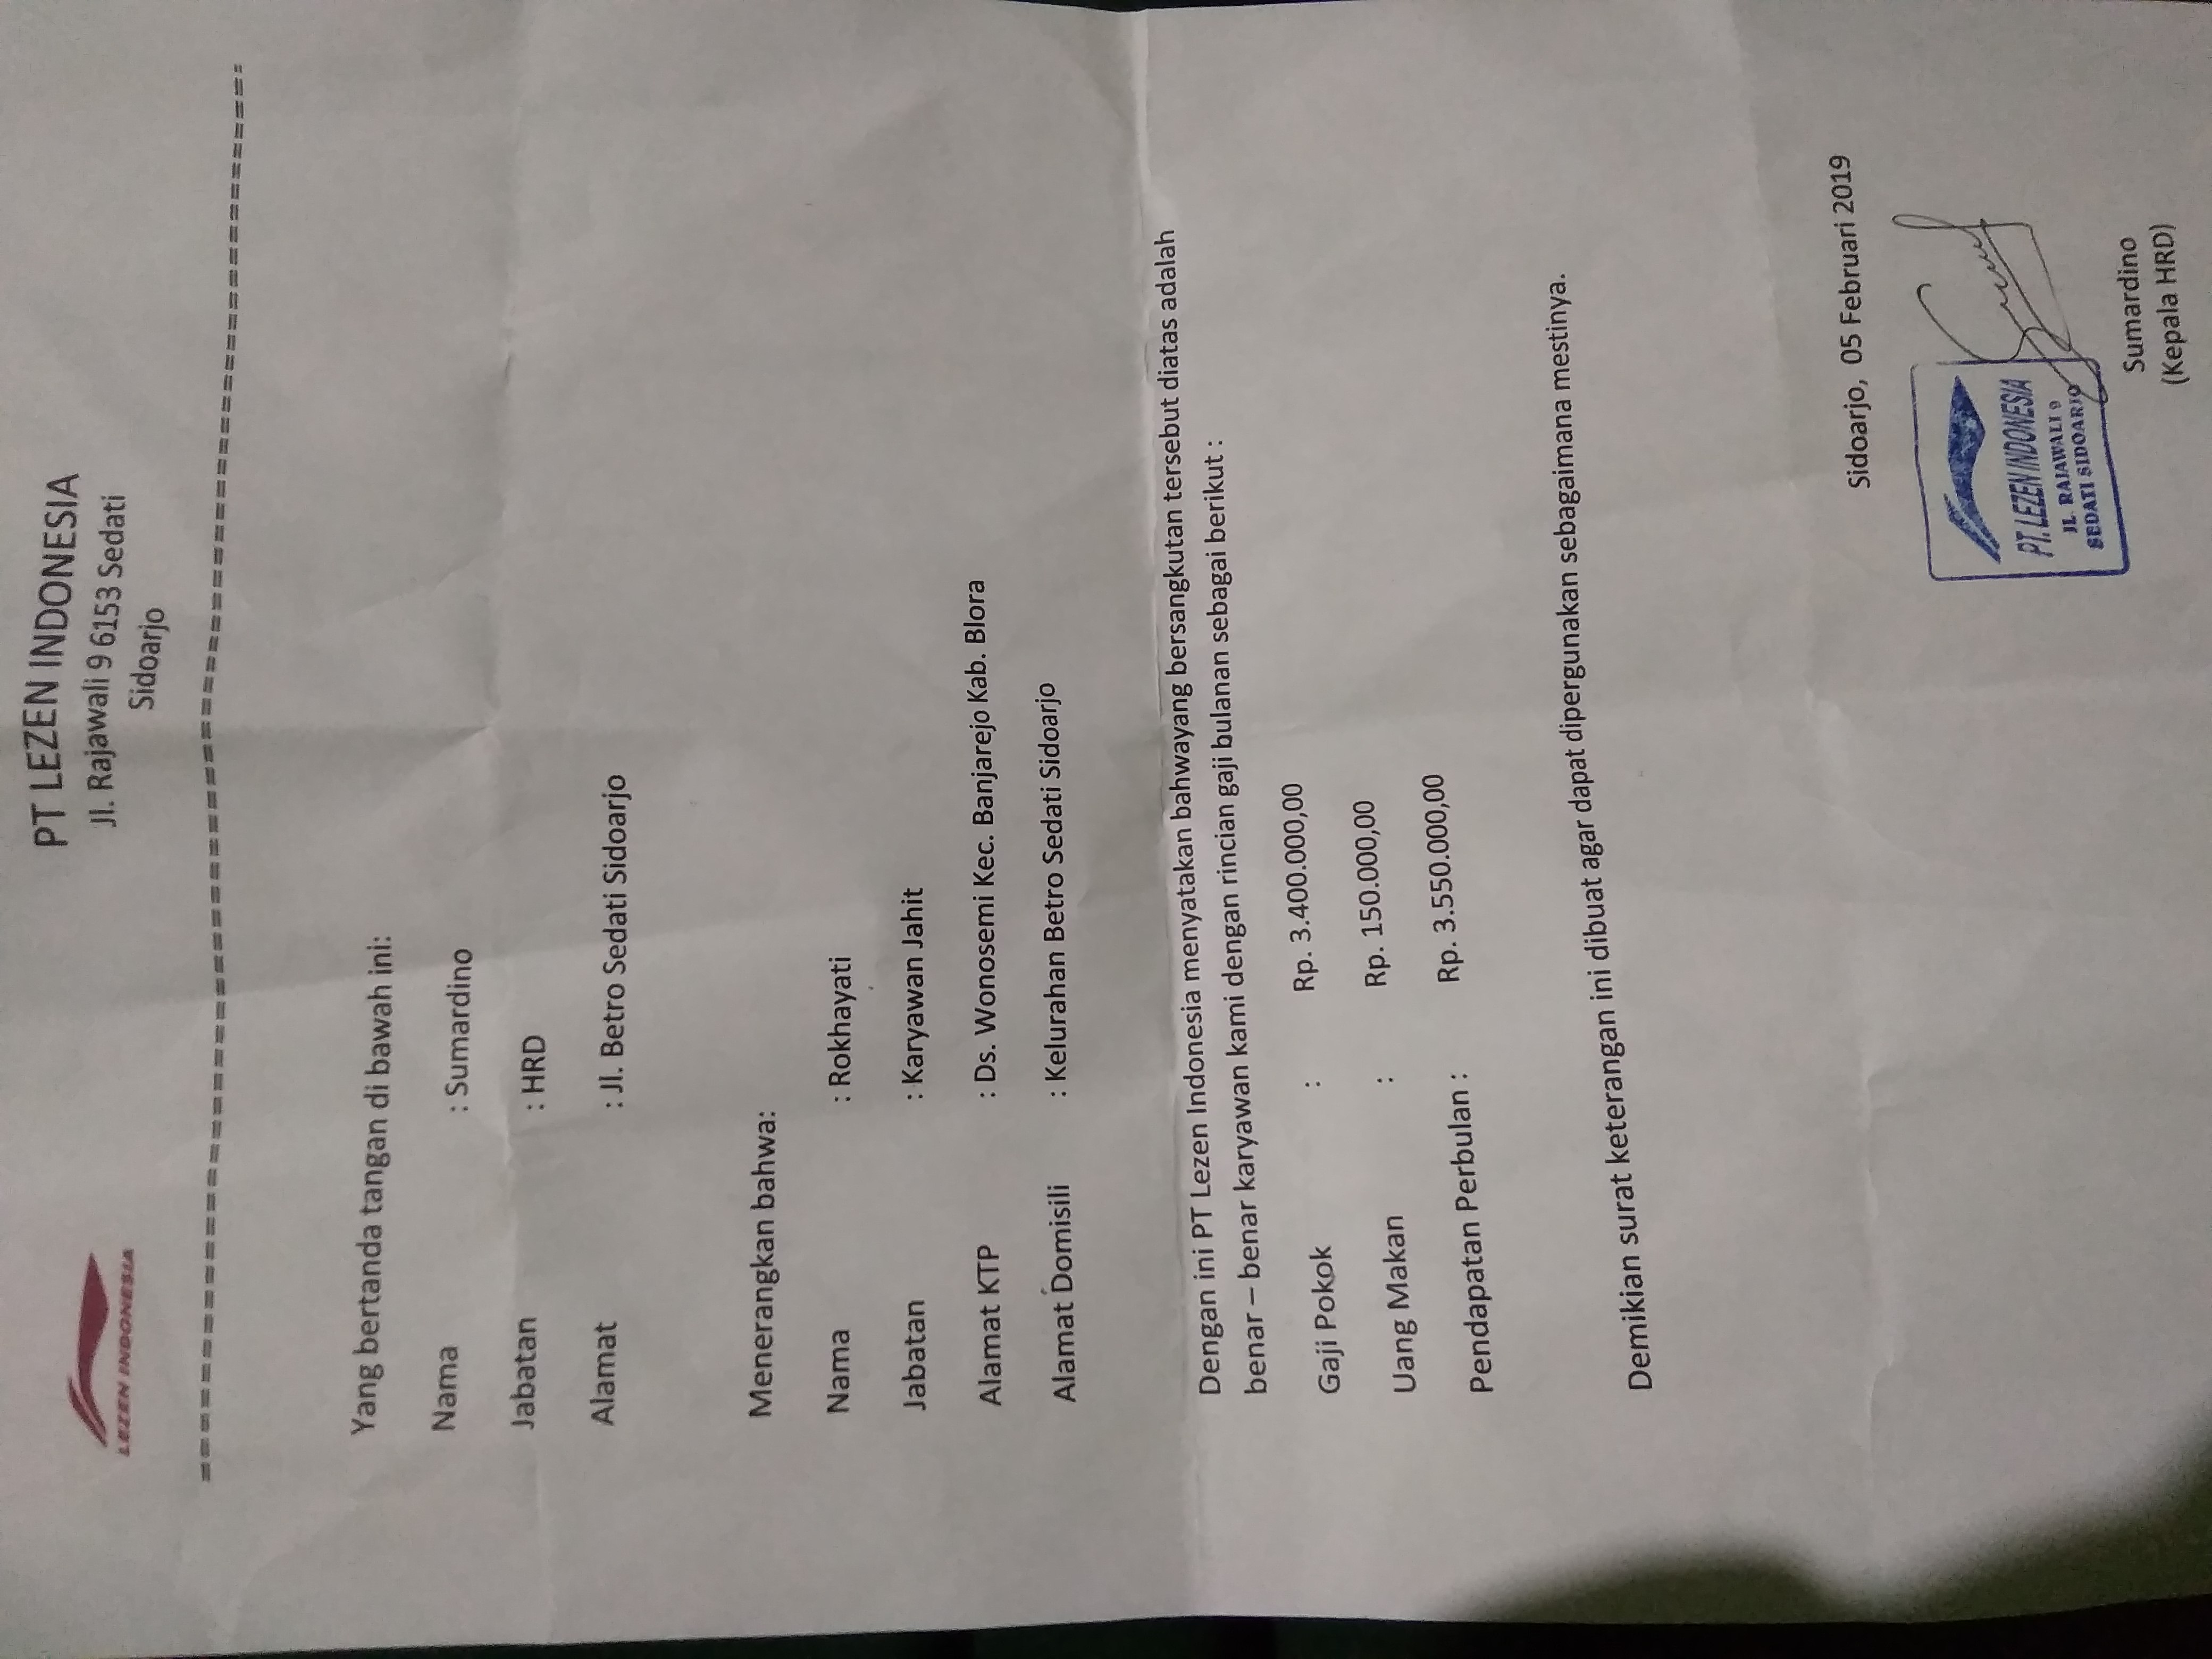 LEZEN INDONESIA
PT LEZEN INDONESIA
Jl. Rajawali 9 6153 Sedati
Sidoarjo
Yang bertanda tangan di bawah ini:
Nama : Sumardino
Jabatan : HRD
Alamat : Jl. Betro Sedati Sidoarjo
Menerangkan bahwa:
Nama : Rokhayati
Jabatan : Karyawan Jahit
Alamat KTP : Ds. Wonosemi Kec. Banjarejo Kab. Blora
Alamat Domisili : Kelurahan Betro Sedati Sidoarjo
Dengan ini PT Lezen Indonesia menyatakan bahwayang bersangkutan tersebut diatas adalah
benar – benar karyawan kami dengan rincian gaji bulanan sebagai berikut :
Gaji Pokok : Rp. 3.400.000,00
Uang Makan : Rp. 150.000,00
Pendapatan Perbulan : Rp. 3.550.000,00
Demikian surat keterangan ini dibuat agar dapat dipergunakan sebagaimana mestinya.
Sidoarjo, 05 Februari 2019
PT. LEZEN INDONESIA
JL. RAJAWALI 9
SEDATI SIDOARJO
Sumardino
(Kepala HRD)